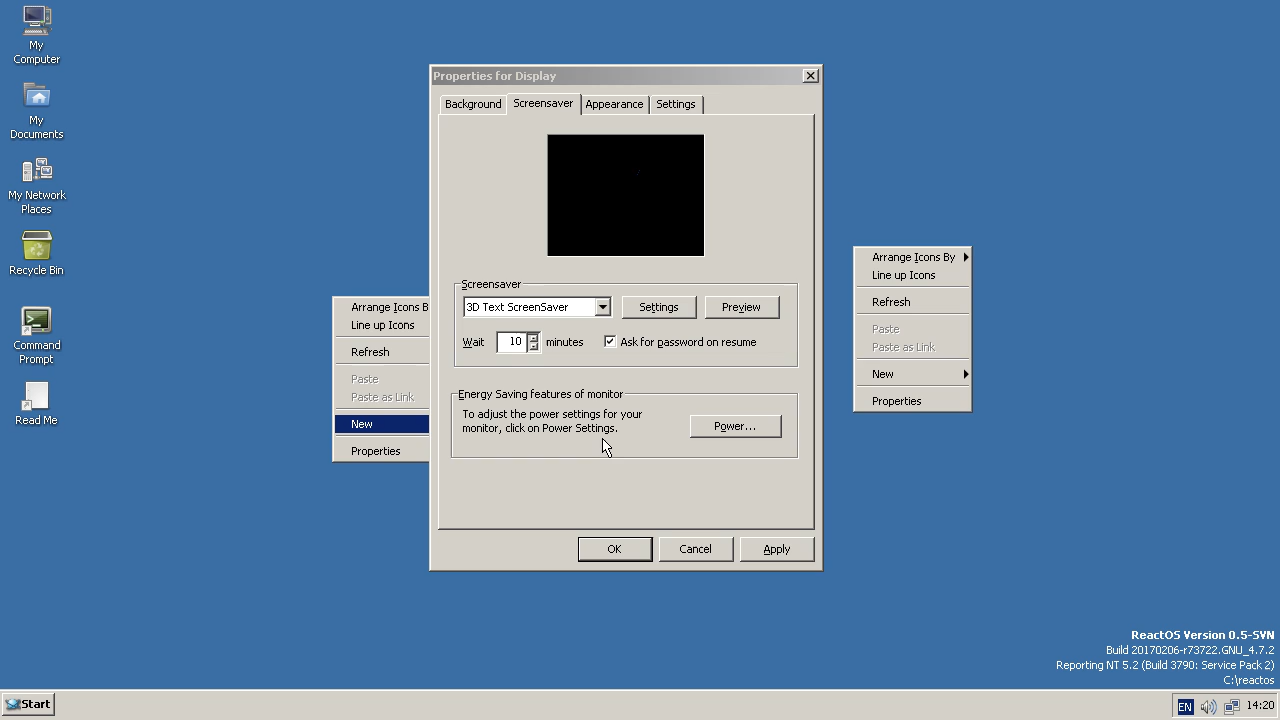 My
Computer
My
Documents
My Network
Places
Recycle Bin
Command
Prompt
Read Me
Arrange Icons B
Line up Icons
Refresh
Paste
Paste as Link
New
Properties
Properties for Display
Background
Screensaver
Appearance
Settings
Screensaver
3D Text ScreenSaver
Settings
Preview
Wait
10
minutes
Ask for password on resume
Energy Saving features of monitor
To adjust the power settings for your
monitor, click on Power Settings.
Power...
OK
Cancel
Apply
Arrange Icons By
Line up Icons
Refresh
Paste
Paste as Link
New
Properties
ReactOS Version 0.5-SVN
Build 20170206-r73722.GNU_4.7.2
Reporting NT 5.2 (Build 3790: Service Pack 2)
C:\reactos
Start
EN
14:20